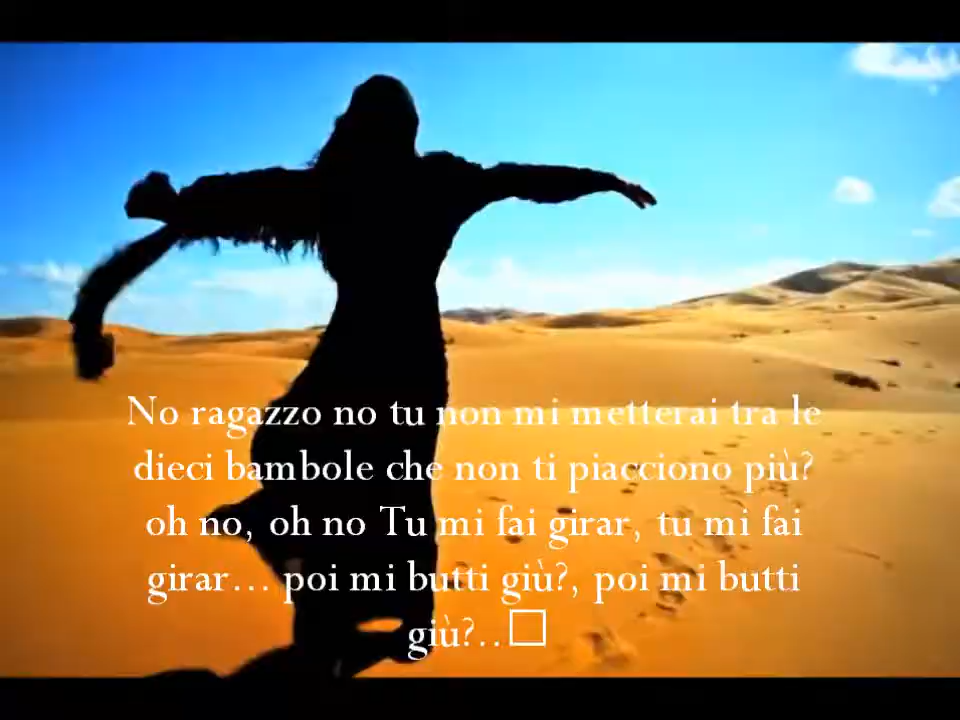 No ragazzo no tu non mi metterai tra le
dieci bambole che non ti piacciono più?
oh no, oh no Tu mi fai girar, tu mi fai
girar... poi mi butti giù?, poi mi butti
giù?..□